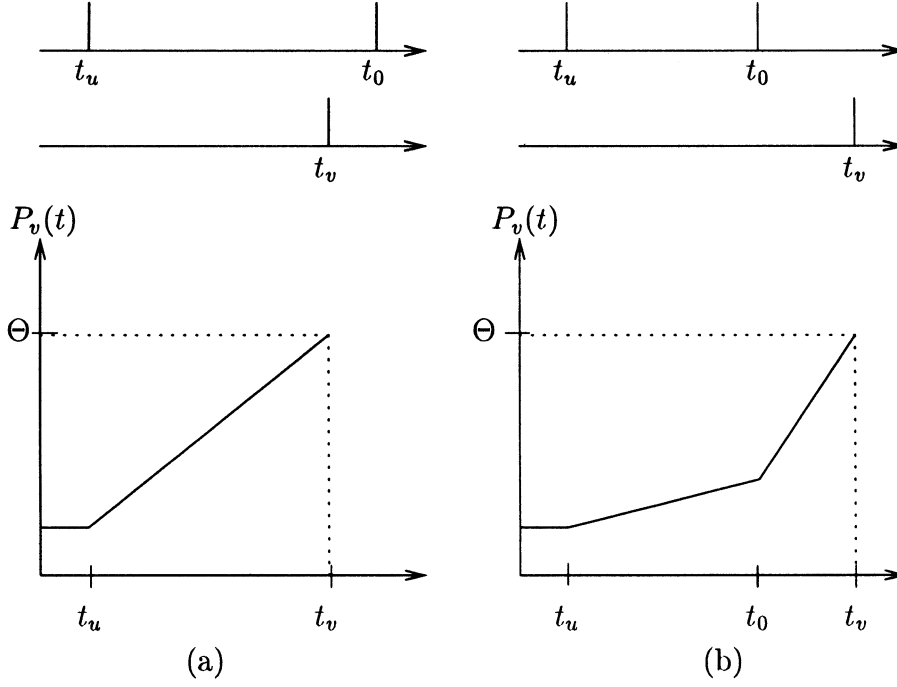 t_u t_0 t_u t_0
t_v t_v
P_v(t) P_v(t)
Θ Θ
t_u t_v t_u t_0 t_v
(a) (b)